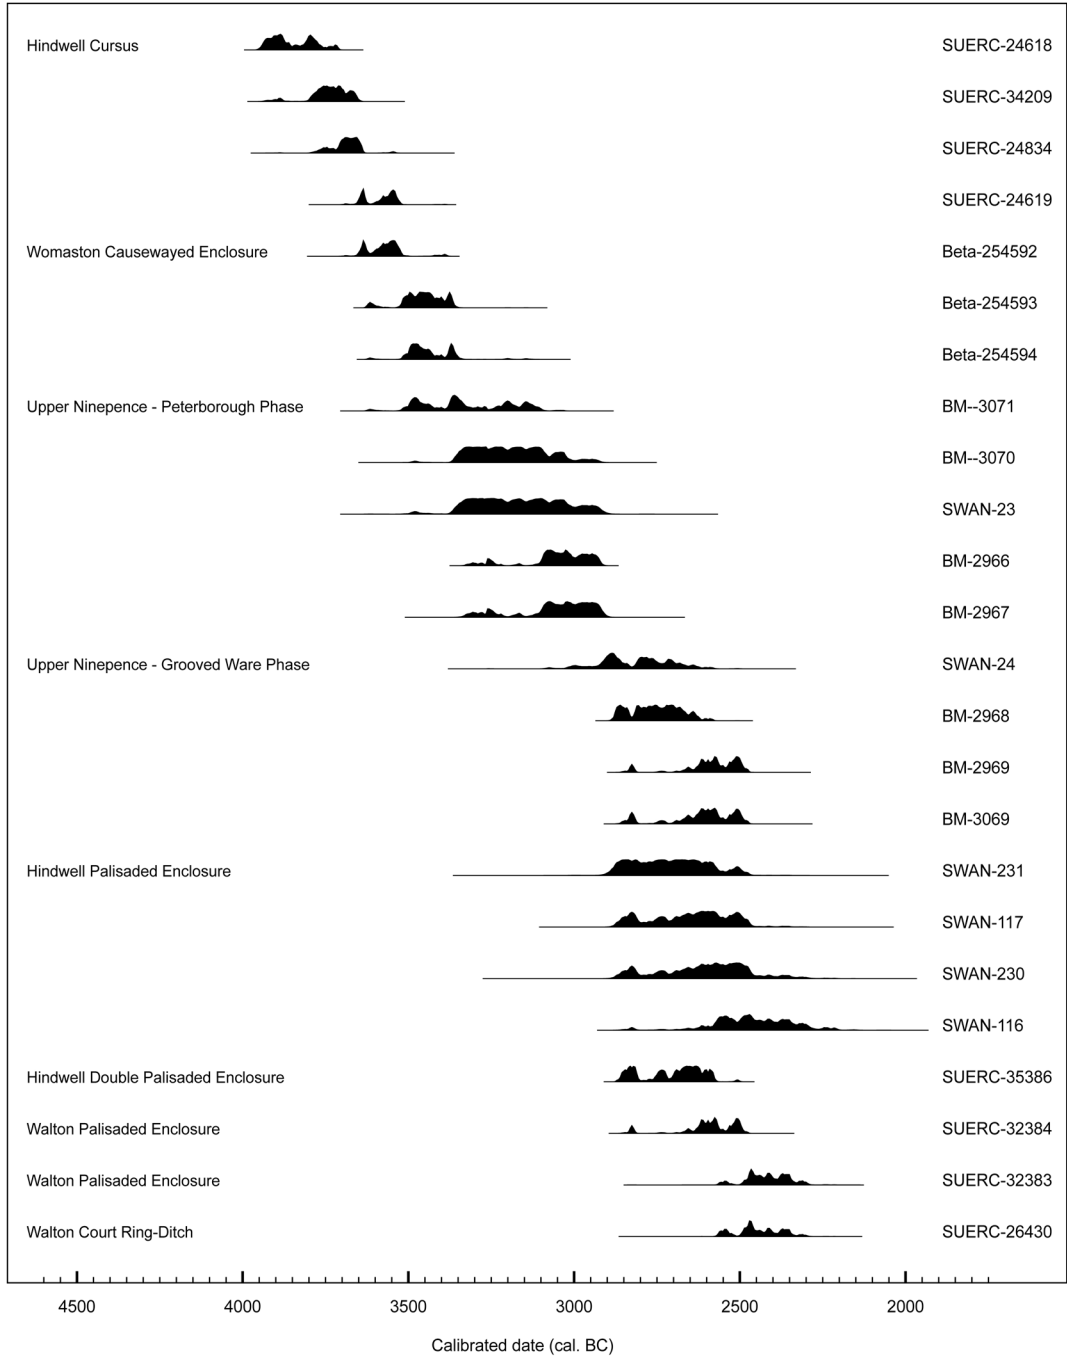 Hindwell Cursus SUERC-24618
SUERC-34209
SUERC-24834
SUERC-24619
Womaston Causewayed Enclosure Beta-254592
Beta-254593
Beta-254594
Upper Ninepence - Peterborough Phase BM--3071
BM--3070
SWAN-23
BM-2966
BM-2967
Upper Ninepence - Grooved Ware Phase SWAN-24
BM-2968
BM-2969
BM-3069
Hindwell Palisaded Enclosure SWAN-231
SWAN-117
SWAN-230
SWAN-116
Hindwell Double Palisaded Enclosure SUERC-35386
Walton Palisaded Enclosure SUERC-32384
Walton Palisaded Enclosure SUERC-32383
Walton Court Ring-Ditch SUERC-26430
4500 4000 3500 3000 2500 2000
Calibrated date (cal. BC)